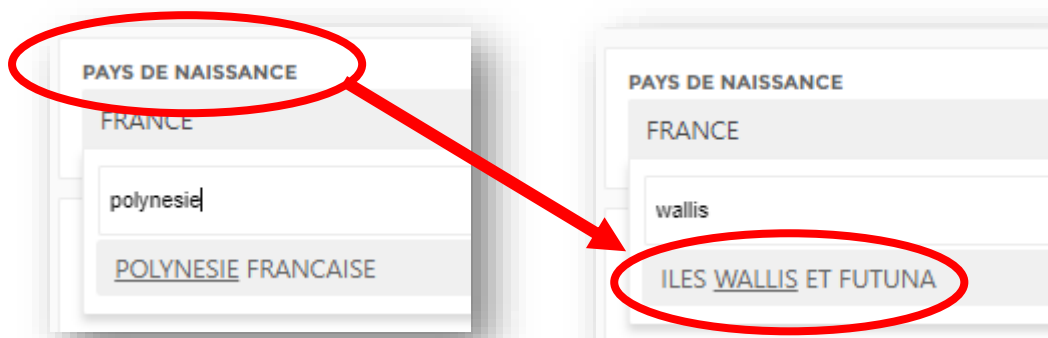 PAYS DE NAISSANCE
FRANCE
polynesie
POLYNESIE FRANCAISE
PAYS DE NAISSANCE
FRANCE
wallis
ILES WALLIS ET FUTUNA